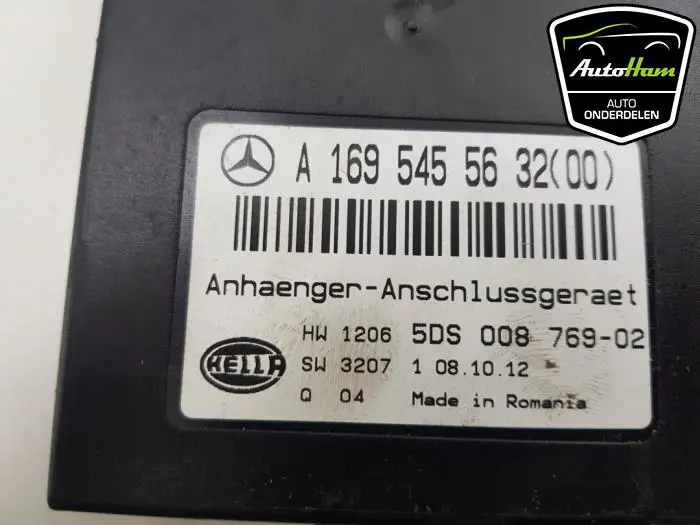 AutoHam
AUTO
ONDERDELEN
A 169 545 56 32(00)
Anhaenger-Anschlussgeraet
HW 1206 5DS 008 769-02
HELLA
SW 3207 1 08.10.12
Q 04 Made in Romania